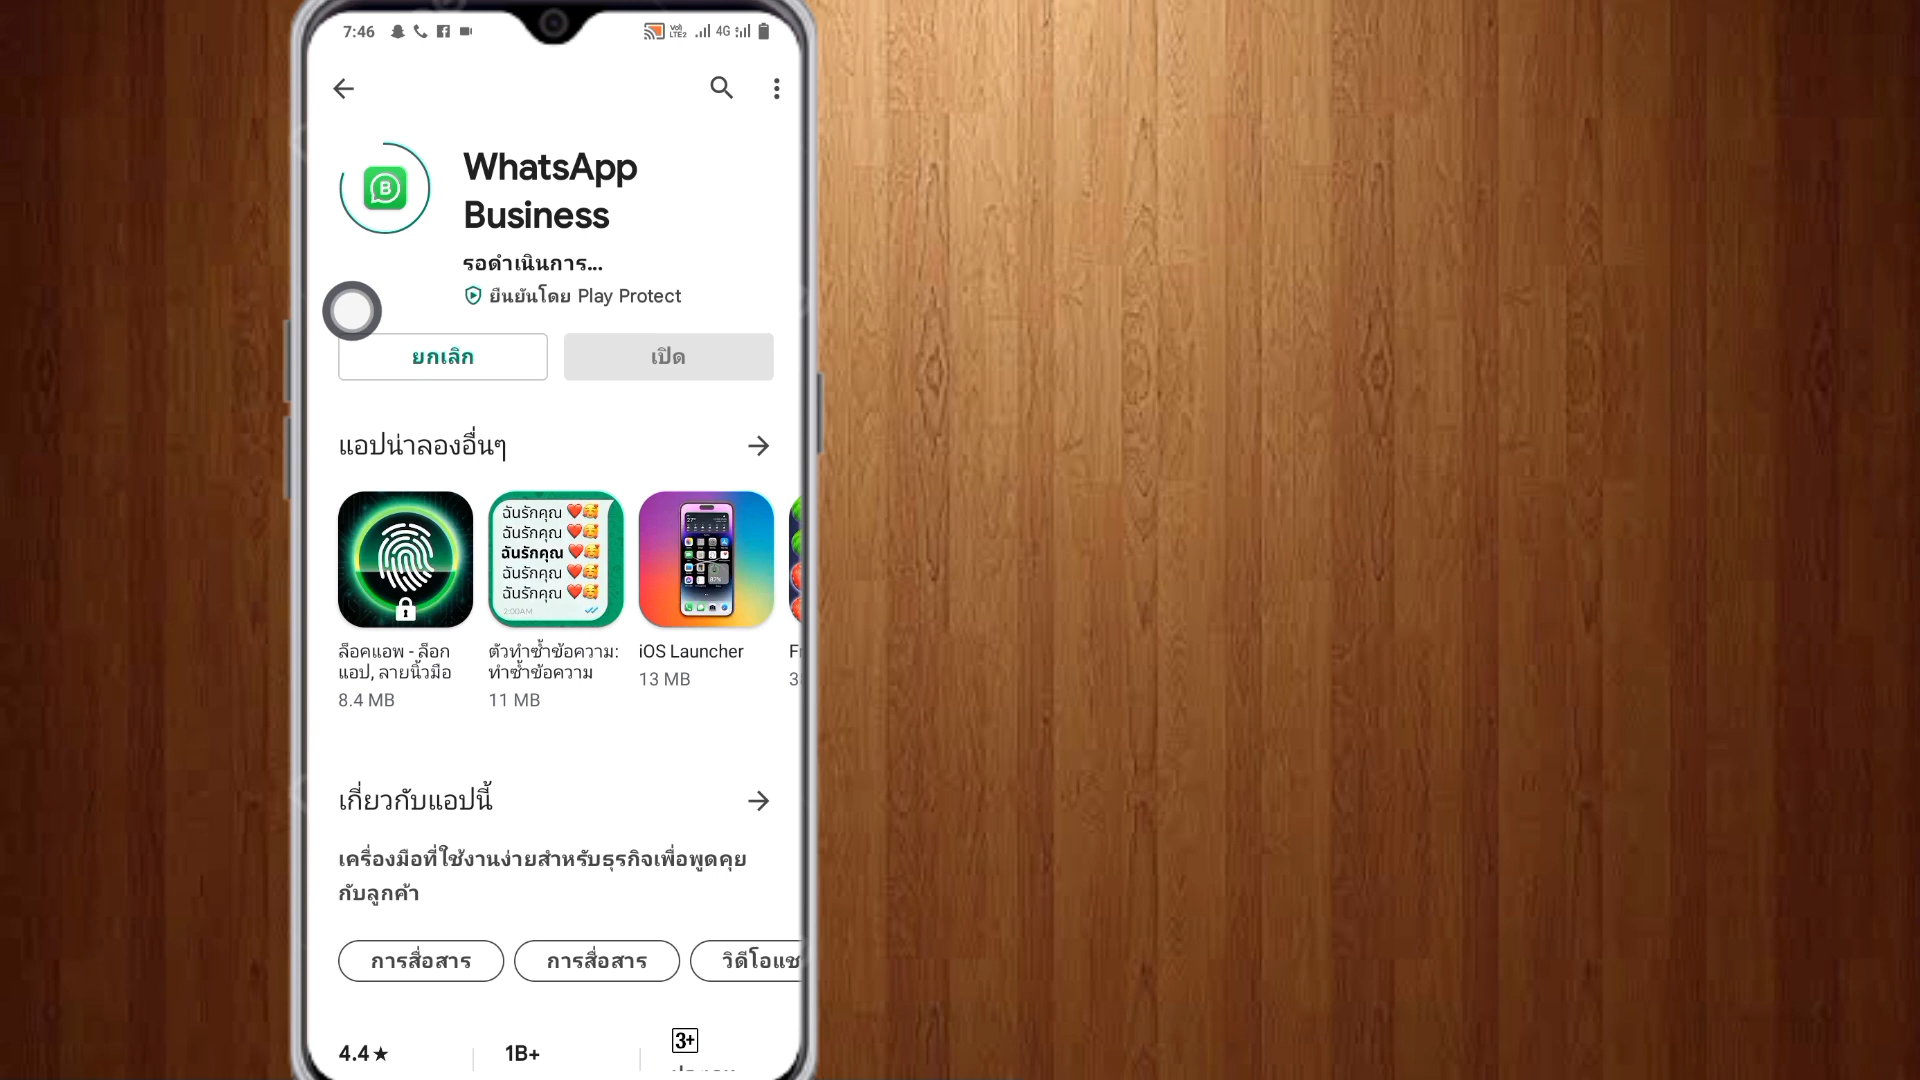 7:46
Vo)) LTE2 4G
WhatsApp
Business
รอดำเนินการ...
ยืนยันโดย Play Protect
ยกเลิก
เปิด
แอปน่าลองอื่นๆ
ฉันรักคุณ ❤️🥰
ฉันรักคุณ ❤️🥰
ฉันรักคุณ ❤️🥰
ฉันรักคุณ ❤️🥰
ฉันรักคุณ ❤️🥰
2:00AM
ล็อคแอพ - ล็อก
แอป, ลายนิ้วมือ
8.4 MB
ตัวทำซ้ำข้อความ:
ทำซ้ำข้อความ
11 MB
iOS Launcher
13 MB
เกี่ยวกับแอปนี้
เครื่องมือที่ใช้งานง่ายสำหรับธุรกิจเพื่อพูดคุย
กับลูกค้า
การสื่อสาร
การสื่อสาร
วิดีโอแช
4.4★
1B+
3+